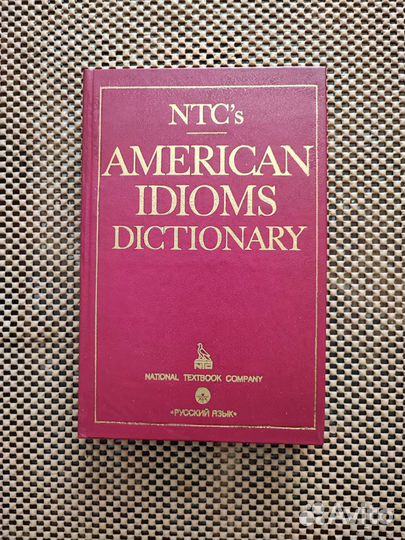 NTC's
AMERICAN
IDIOMS
DICTIONARY
NTC
NATIONAL TEXTBOOK COMPANY
«РУССКИЙ ЯЗЫК»
Avito